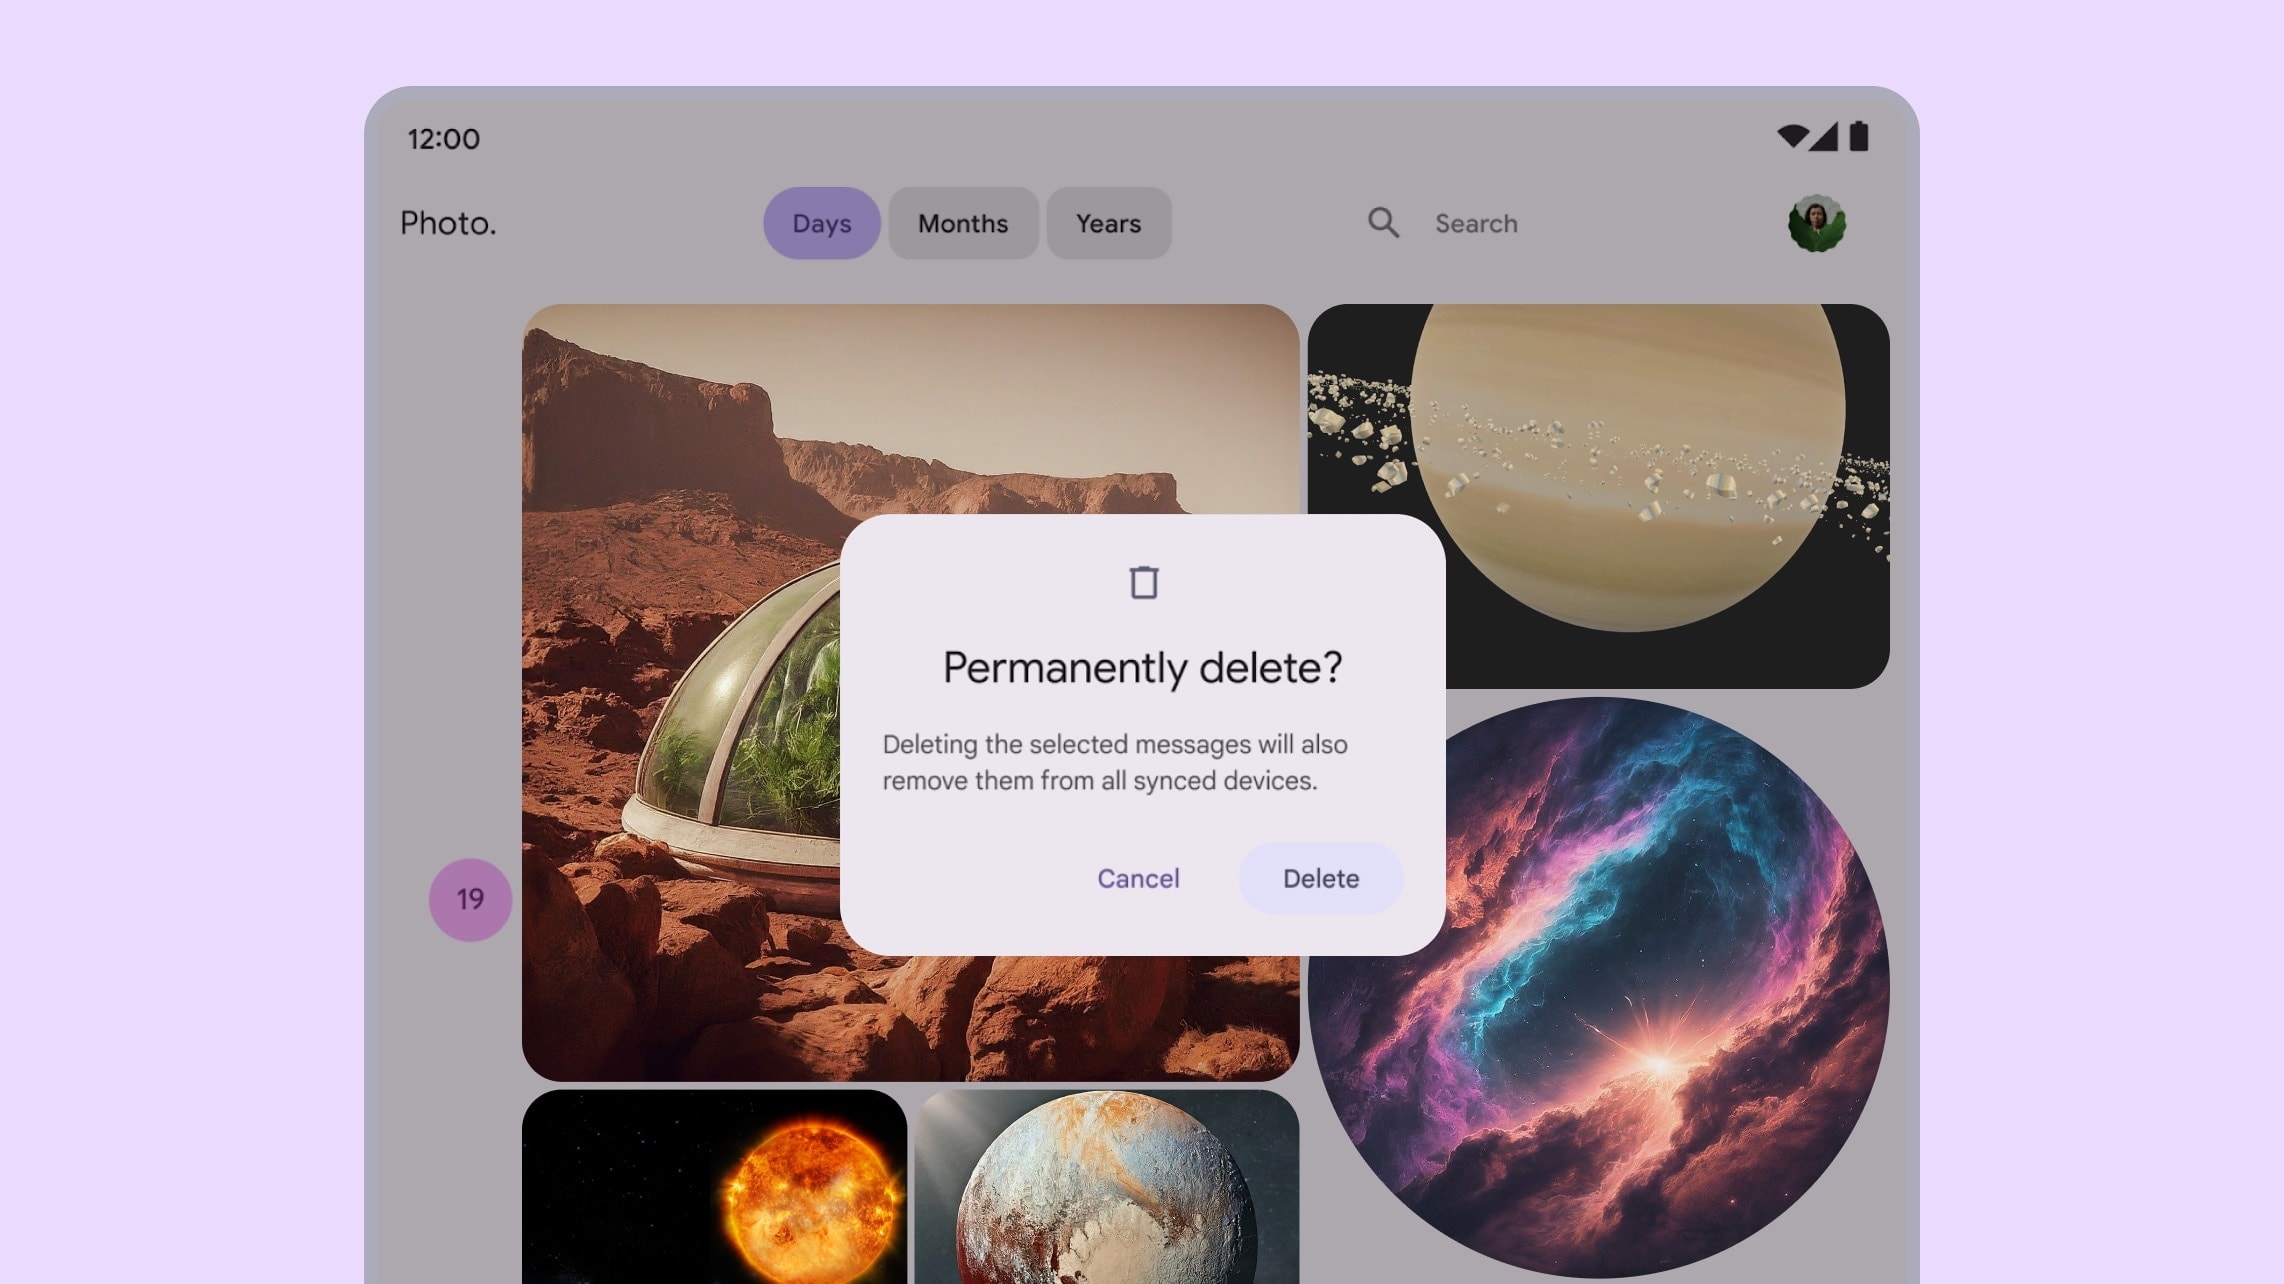 12:00
Photo.
Days
Months
Years
Search
Permanently delete?
Deleting the selected messages will also
remove them from all synced devices.
Cancel
Delete
19